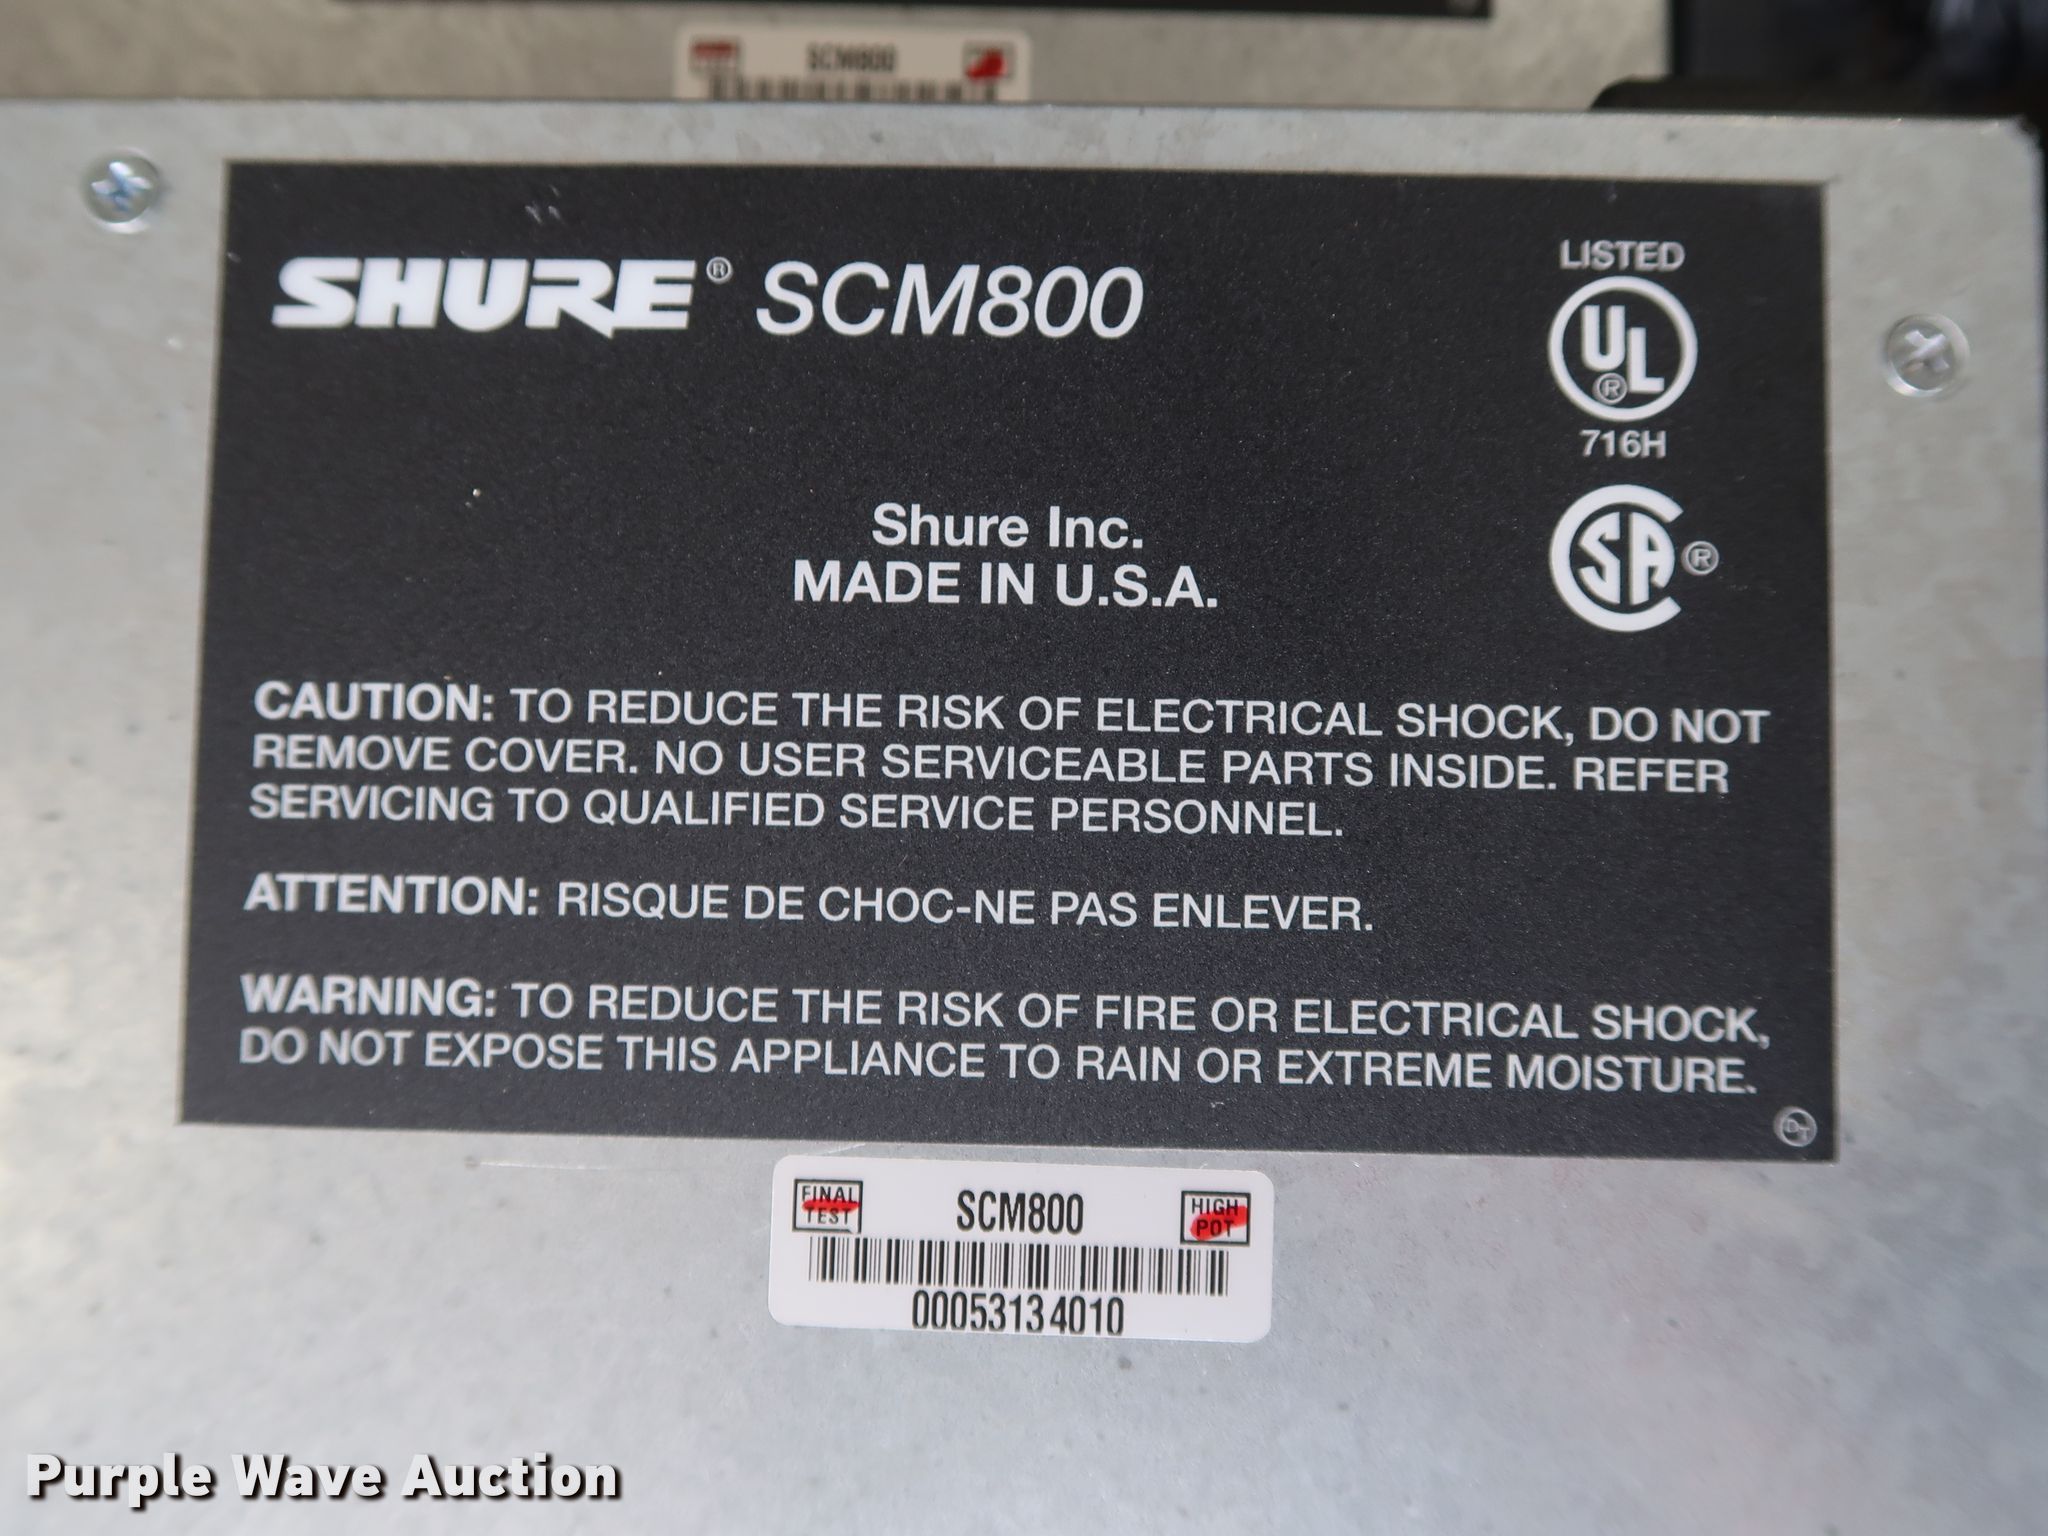 SCM800
SHURE® SCM800
LISTED
UL®
716H
Shure Inc.
MADE IN U.S.A.
SA®
CAUTION: TO REDUCE THE RISK OF ELECTRICAL SHOCK, DO NOT
REMOVE COVER. NO USER SERVICEABLE PARTS INSIDE. REFER
SERVICING TO QUALIFIED SERVICE PERSONNEL.
ATTENTION: RISQUE DE CHOC-NE PAS ENLEVER.
WARNING: TO REDUCE THE RISK OF FIRE OR ELECTRICAL SHOCK,
DO NOT EXPOSE THIS APPLIANCE TO RAIN OR EXTREME MOISTURE.
DT
FINAL
TEST
SCM800
HIGH
POT
00053134010
Purple Wave Auction